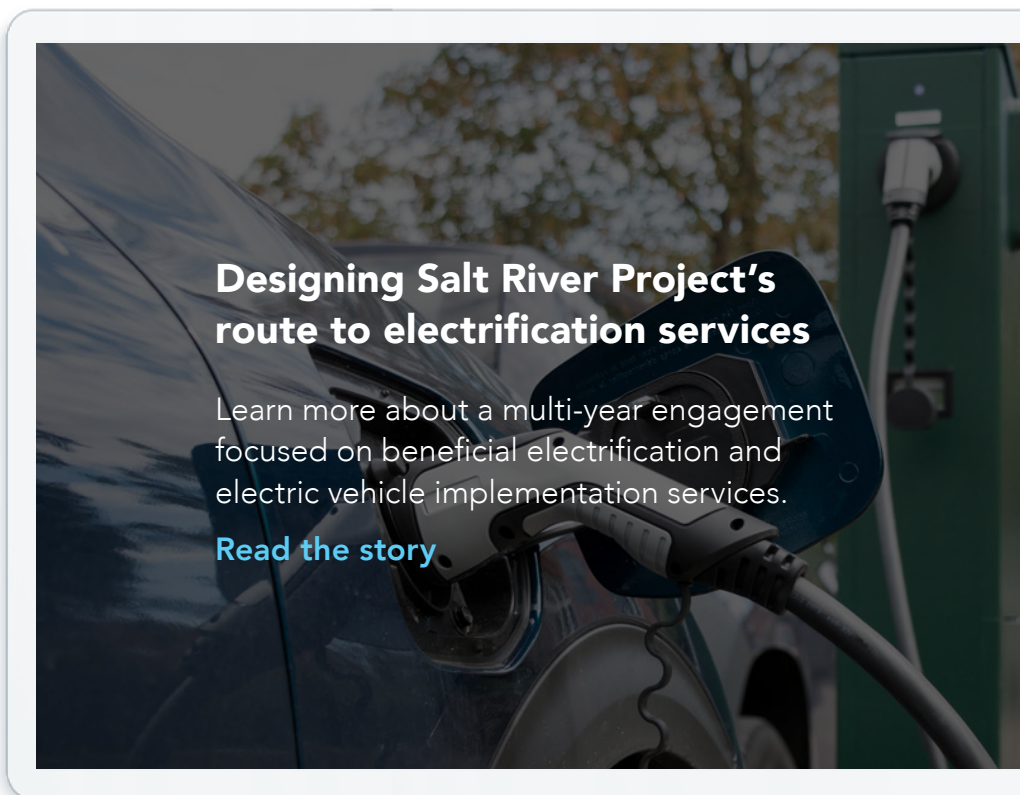 Designing Salt River Project’s
route to electrification services
Learn more about a multi-year engagement
focused on beneficial electrification and
electric vehicle implementation services.
Read the story